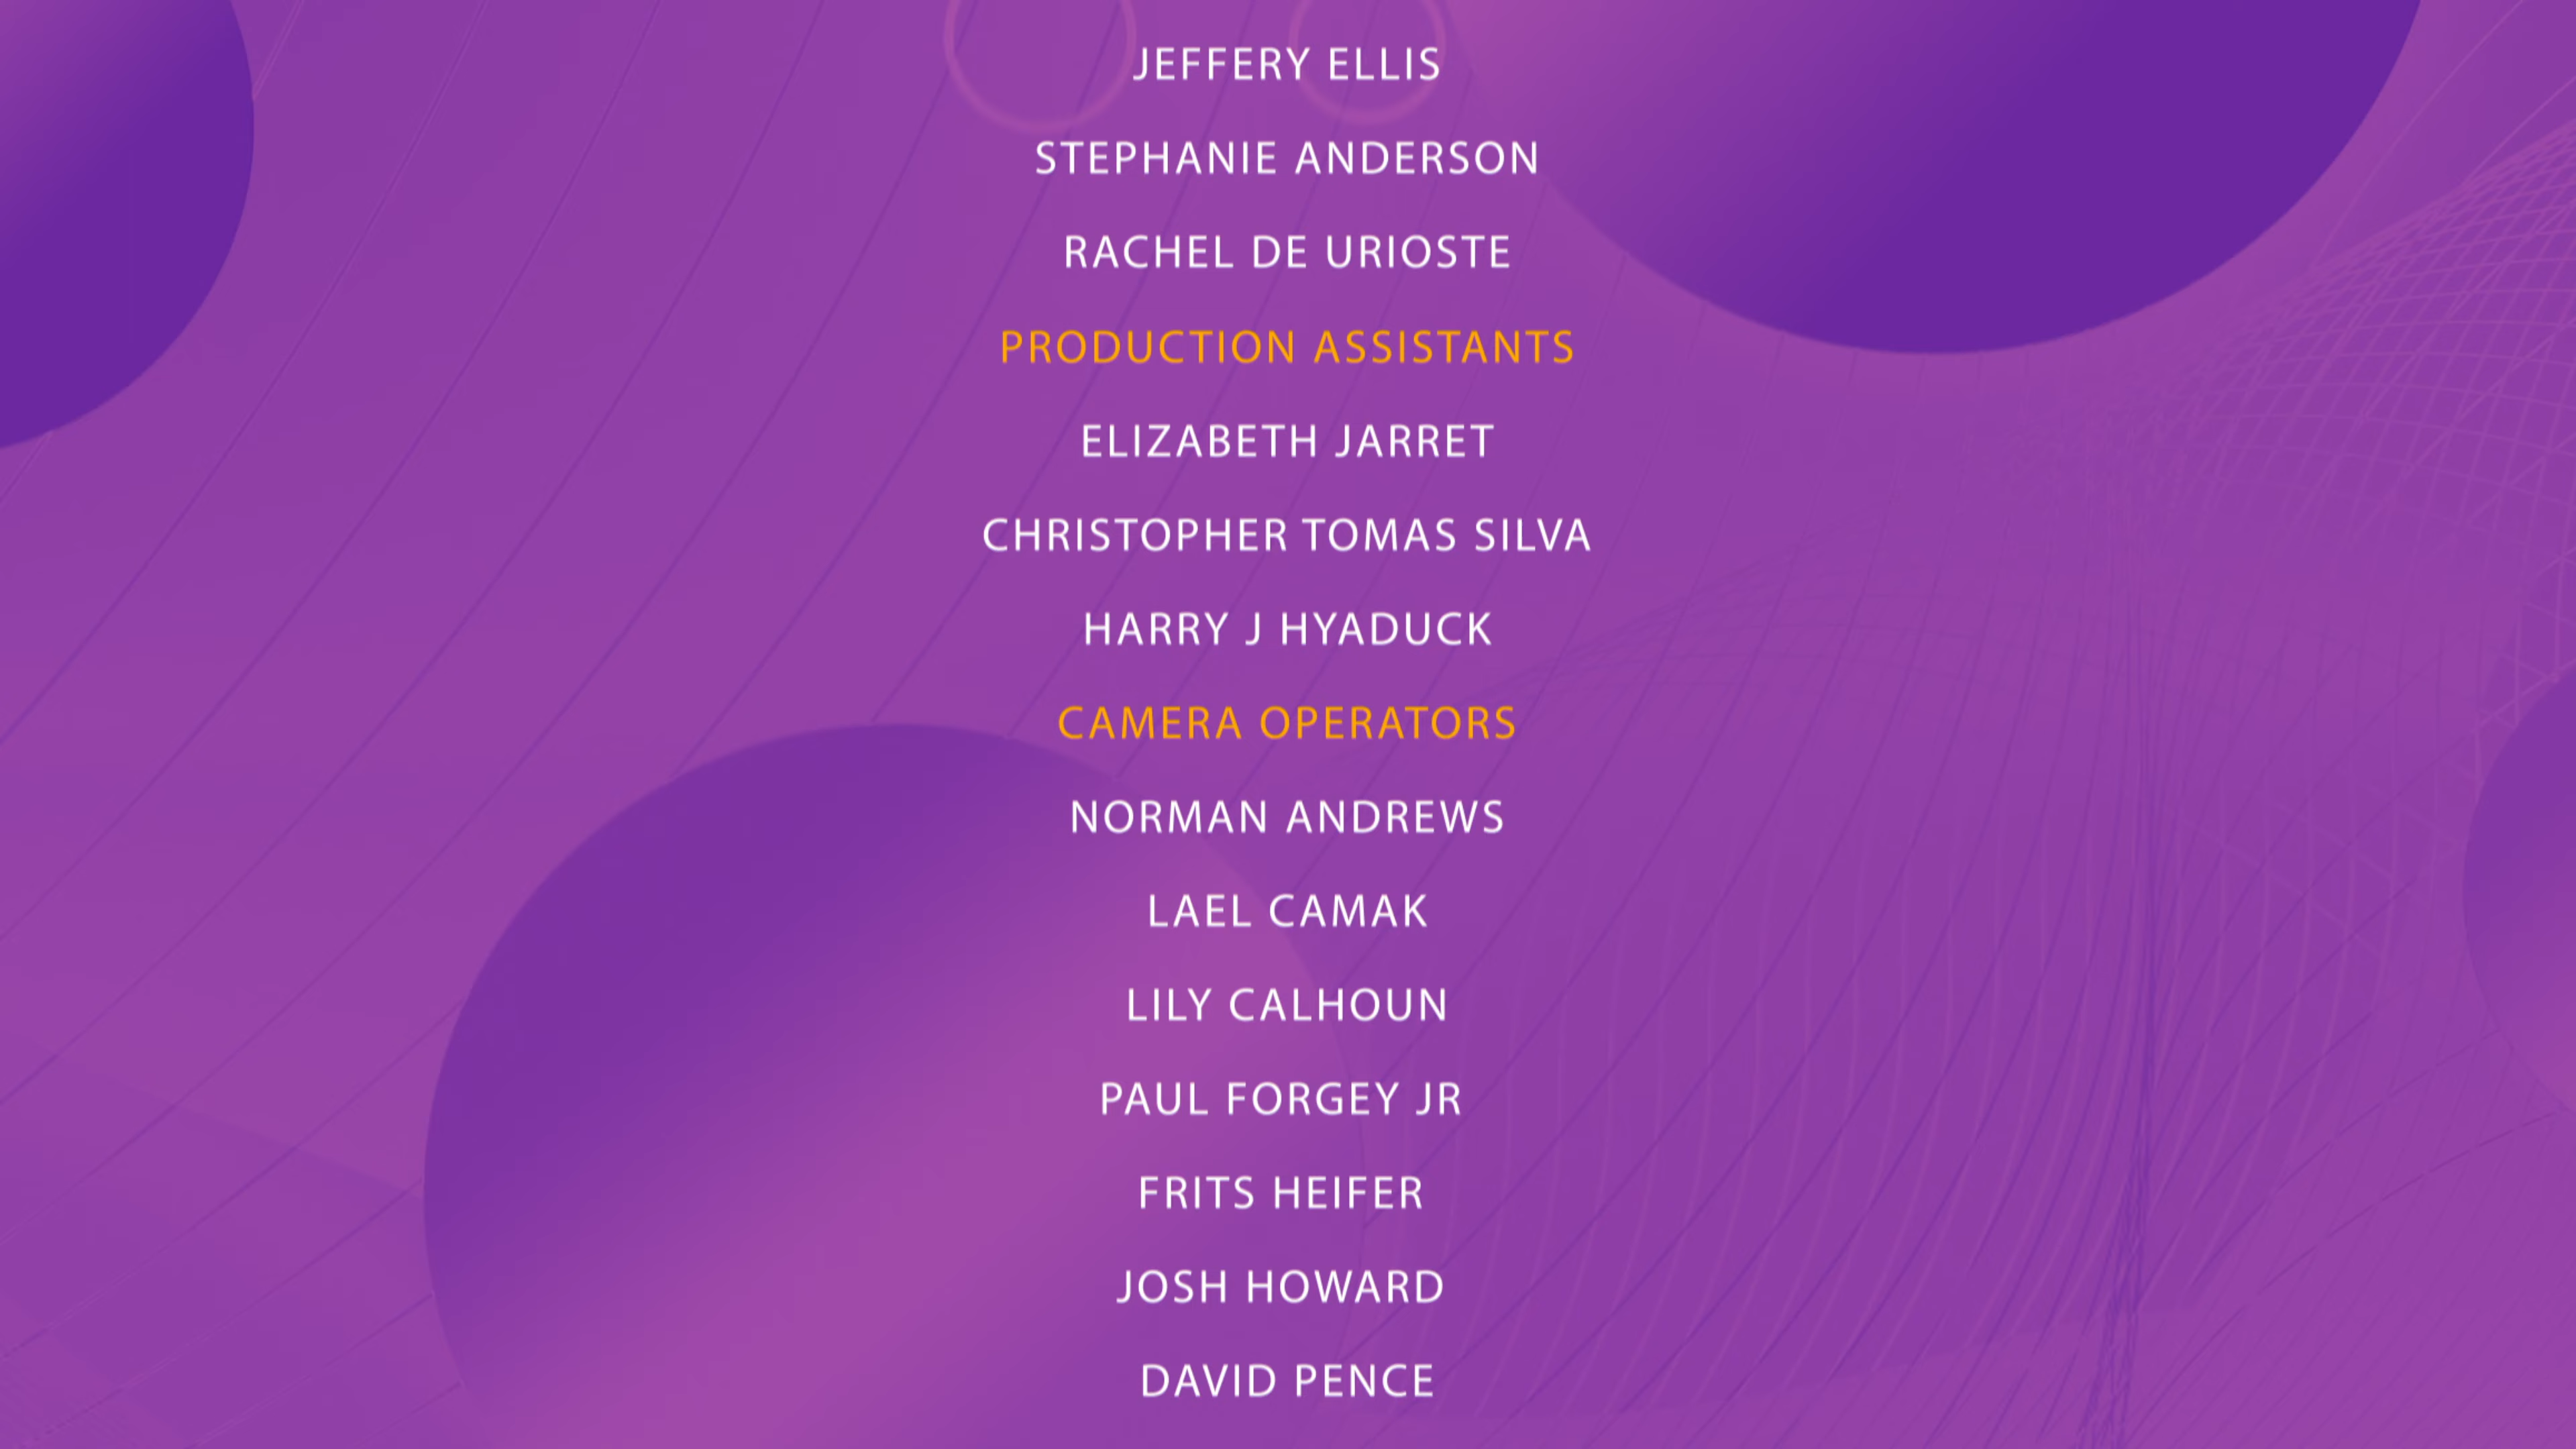 JEFFERY ELLIS
STEPHANIE ANDERSON
RACHEL DE URIOSTE
PRODUCTION ASSISTANTS
ELIZABETH JARRET
CHRISTOPHER TOMAS SILVA
HARRY J HYADUCK
CAMERA OPERATORS
NORMAN ANDREWS
LAEL CAMAK
LILY CALHOUN
PAUL FORGEY JR
FRITS HEIFER
JOSH HOWARD
DAVID PENCE